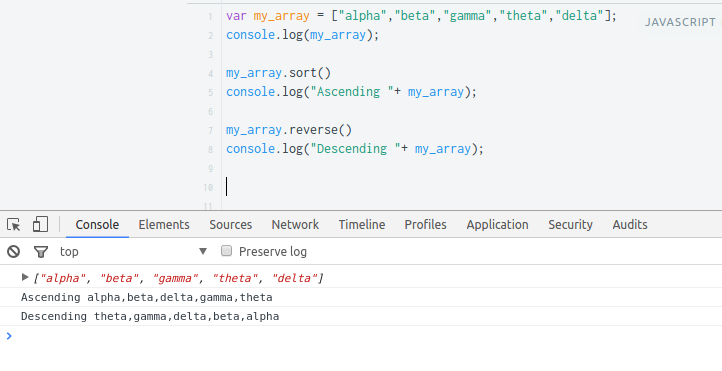 1 var my_array = ["alpha","beta","gamma","theta","delta"];
JAVASCRIPT
2 console.log(my_array);
3
4 my_array.sort()
5 console.log("Ascending "+ my_array);
6
7 my_array.reverse()
8 console.log("Descending "+ my_array);
9
10
11
Console Elements Sources Network Timeline Profiles Application Security Audits
top Preserve log
["alpha", "beta", "gamma", "theta", "delta"]
Ascending alpha,beta,delta,gamma,theta
Descending theta,gamma,delta,beta,alpha